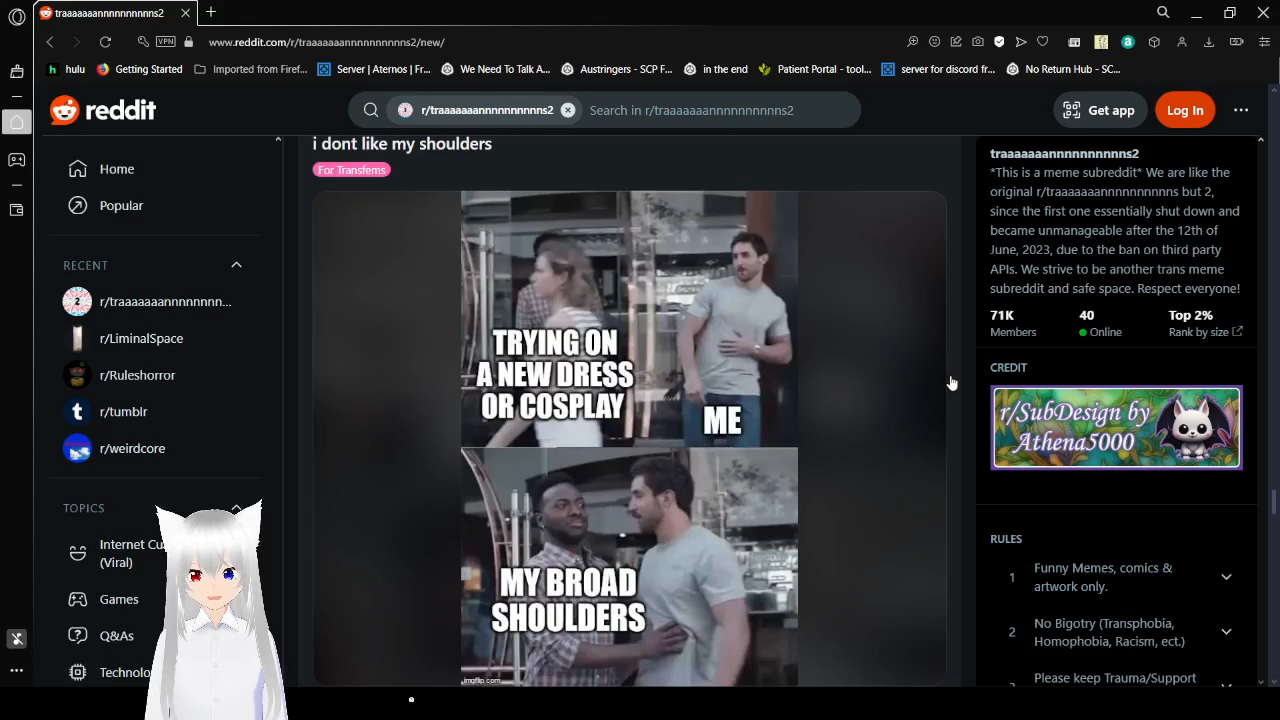 traaaaaaannnnnnnnnns2
www.reddit.com/r/traaaaaaannnnnnnnnns2/new/
VPN
hulu
Getting Started
Imported from Firef...
Server | Aternos | Fr...
We Need To Talk A...
Austringers - SCP F...
in the end
Patient Portal - tool...
server for discord fr...
No Return Hub - SC...
reddit
r/traaaaaaannnnnnnnnns2
Search in r/traaaaaaannnnnnnnnns2
Get app
Log In
Home
Popular
RECENT
r/traaaaaaannnnnnn...
r/LiminalSpace
r/Ruleshorror
r/tumblr
r/weirdcore
TOPICS
Internet Cu
(Viral)
Games
Q&As
Technolo
i dont like my shoulders
For Transfems
TRYING ON
A NEW DRESS
OR COSPLAY
ME
MY BROAD
SHOULDERS
imgflip.com
traaaaaaannnnnnnnnns2
*This is a meme subreddit* We are like the
original r/traaaaaaannnnnnnnnns but 2,
since the first one essentially shut down and
became unmanageable after the 12th of
June, 2023, due to the ban on third party
APIs. We strive to be another trans meme
subreddit and safe space. Respect everyone!
71K
Members
40
Online
Top 2%
Rank by size
CREDIT
r/SubDesign by
Athena5000
RULES
1 Funny Memes, comics &
artwork only.
2 No Bigotry (Transphobia,
Homophobia, Racism, ect.)
Please keep Trauma/Support